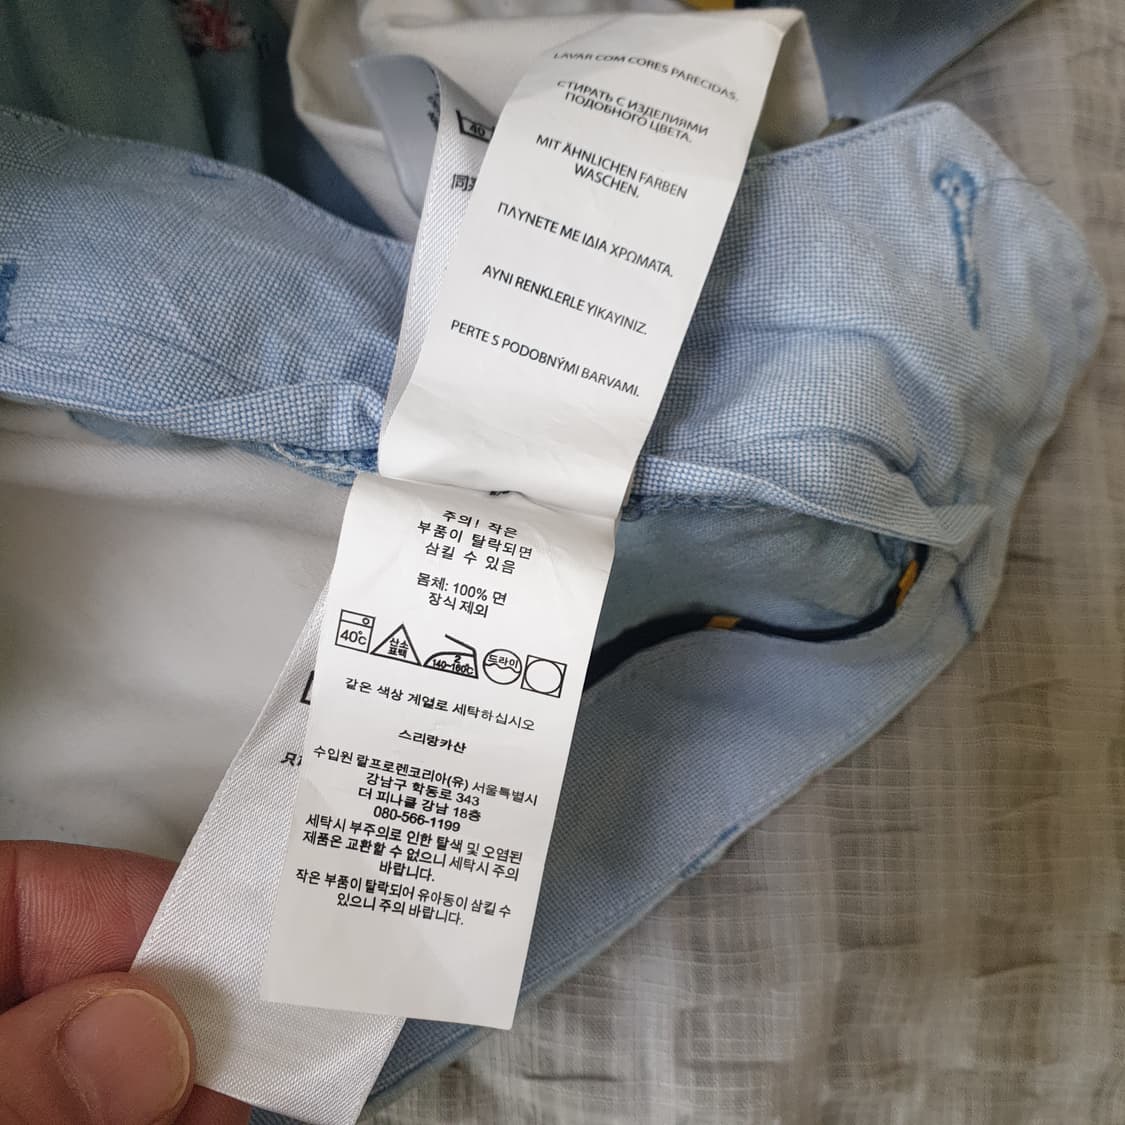 LAVAR COM CORES PARECIDAS.
СТИРАТЬ С ИЗДЕЛИЯМИ
ПОДОБНОГО ЦВЕТА.
MIT ÄHNLICHEN FARBEN
WASCHEN.
ΠΛΥΝΕΤΕ ΜΕ ΙΔΙΑ ΧΡΩΜΑΤΑ.
AYNI RENKLERLE YIKAYINIZ.
PERTE S PODOBNÝMI BARVAMI.
40
同
주의! 작은
부품이 탈락되면
삼킬 수 있음
몸체: 100% 면
장식 제외
40℃ 산소 표백 2 140~160℃ 드라이
같은 색상 계열로 세탁하십시오
스리랑카산
수입원 랄프로렌코리아(유) 서울특별시
강남구 학동로 343
더 피나클 강남 18층
080-566-1199
세탁시 부주의로 인한 탈색 및 오염된
제품은 교환할 수 없으니 세탁시 주의
바랍니다.
작은 부품이 탈락되어 유아동이 삼킬 수
있으니 주의 바랍니다.